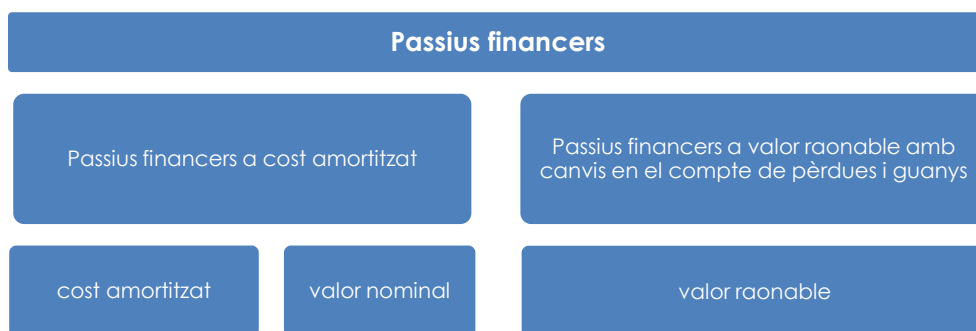 Passius financers
Passius financers a cost amortitzat
Passius financers a valor raonable amb
canvis en el compte de pèrdues i guanys
cost amortitzat
valor nominal
valor raonable